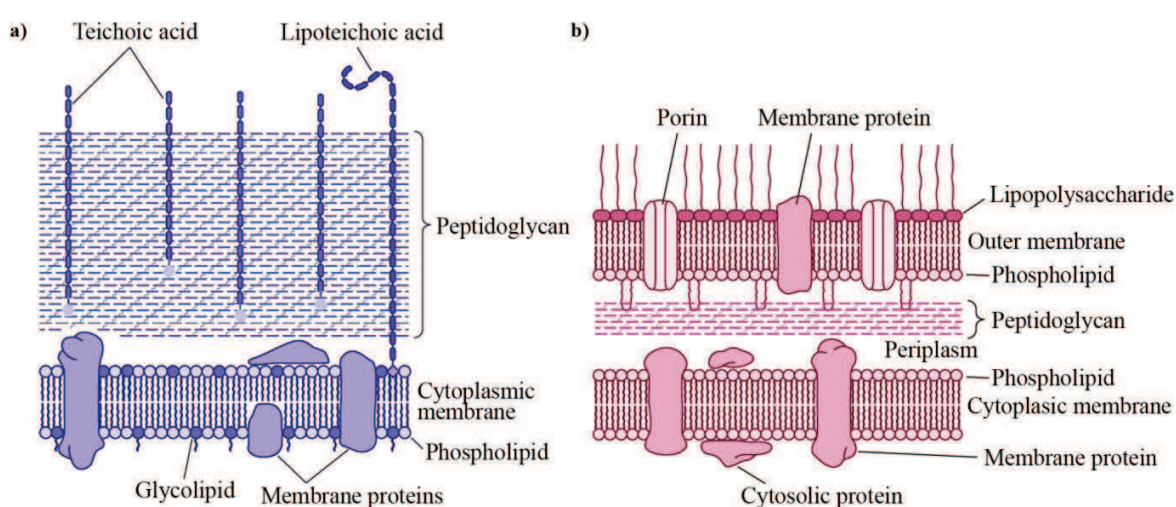 a)
Teichoic acid
Lipoteichoic acid
Peptidoglycan
Cytoplasmic
membrane
Phospholipid
Glycolipid
Membrane proteins
b)
Porin
Membrane protein
Lipopolysaccharide
Outer membrane
Phospholipid
Peptidoglycan
Periplasm
Phospholipid
Cytoplasic membrane
Membrane protein
Cytosolic protein